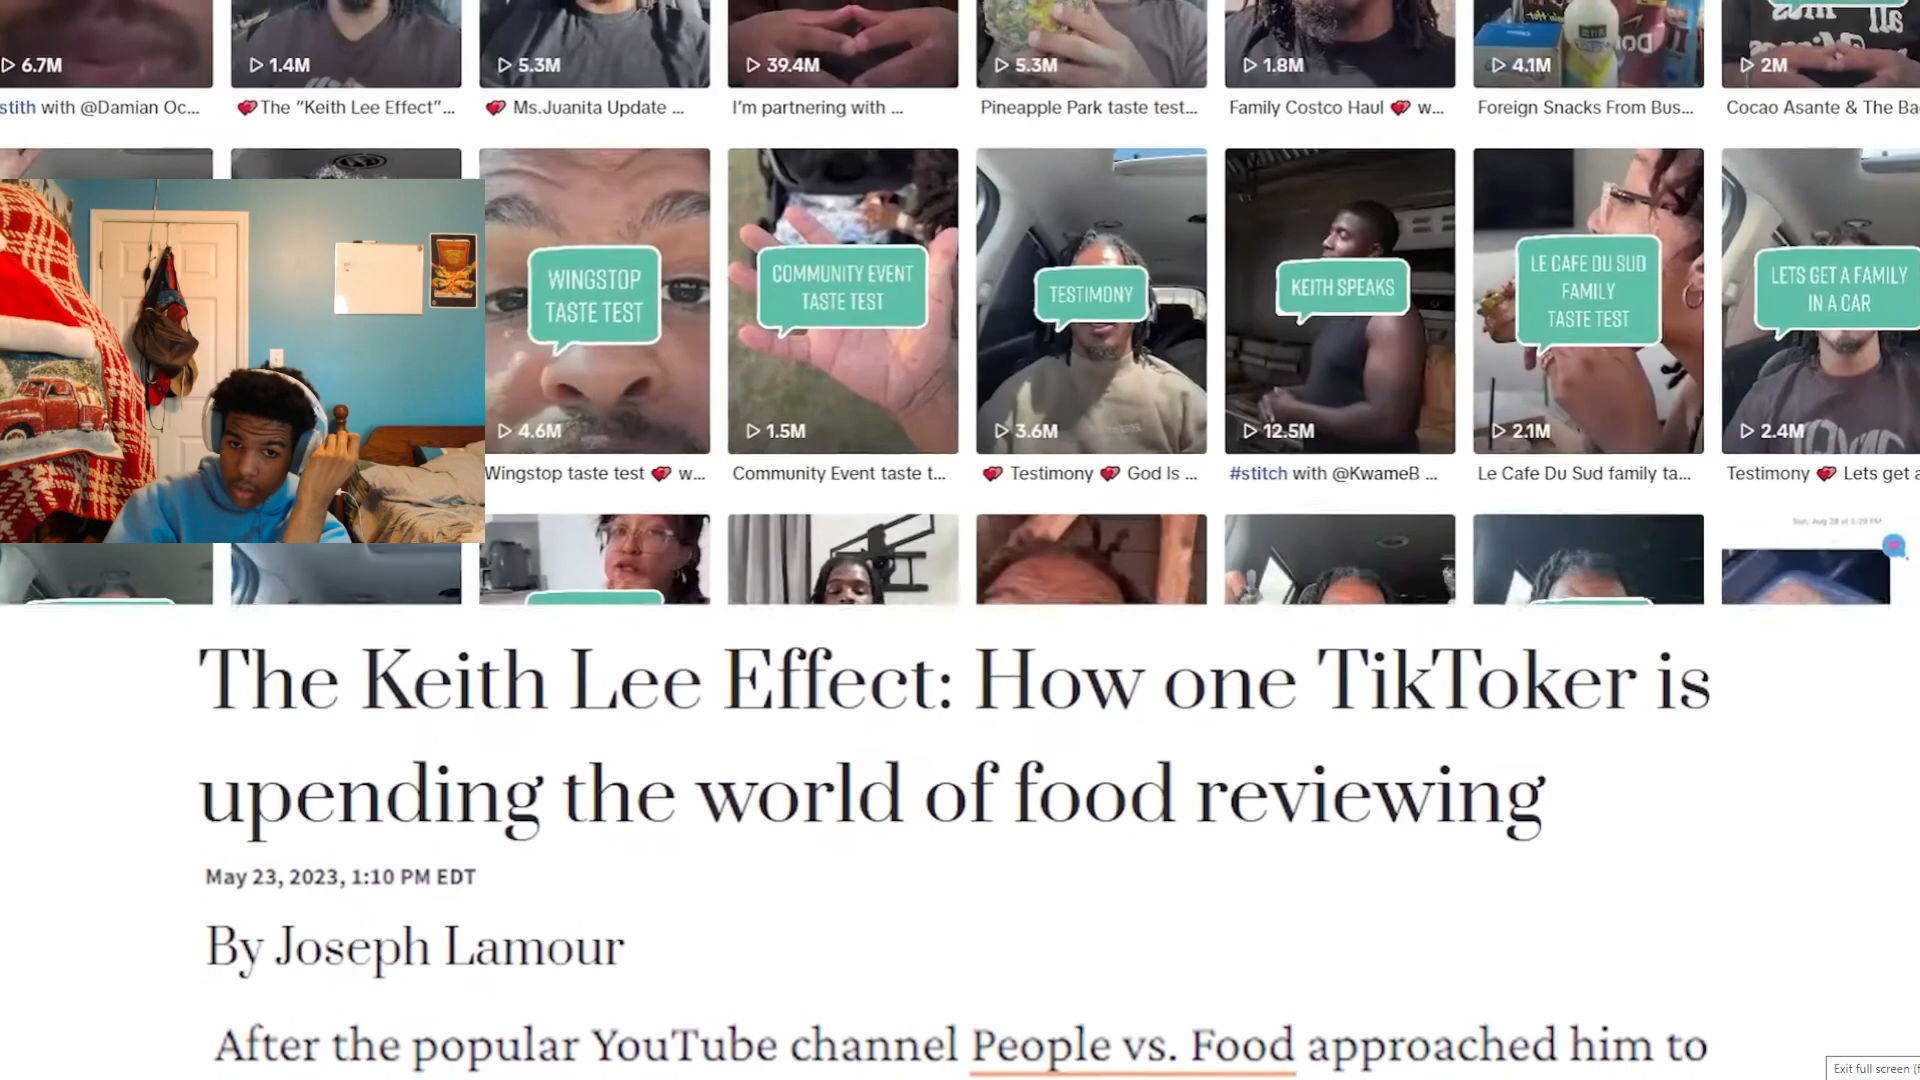 6.7M
1.4M
5.3M
39.4M
5.3M
1.8M
4.1M
2M
stith with @Damian Oc...
The "Keith Lee Effect"...
Ms.Juanita Update ...
I'm partnering with ...
Pineapple Park taste test...
Family Costco Haul w...
Foreign Snacks From Bus...
Cocao Asante & The Ba
WINGSTOP
TASTE TEST
COMMUNITY EVENT
TASTE TEST
TESTIMONY
KEITH SPEAKS
LE CAFE DU SUD
FAMILY
TASTE TEST
LETS GET A FAMILY
IN A CAR
4.6M
1.5M
3.6M
12.5M
2.1M
2.4M
Wingstop taste test w...
Community Event taste t...
Testimony God Is ...
#stitch with @KwameB ...
Le Cafe Du Sud family ta...
Testimony Lets get a
The Keith Lee Effect: How one TikToker is
upending the world of food reviewing
May 23, 2023, 1:10 PM EDT
By Joseph Lamour
After the popular YouTube channel People vs. Food approached him to
Exit full screen (f